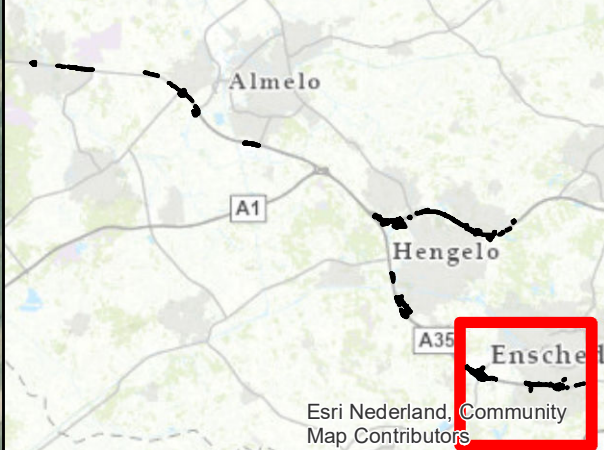 Almelo
A1
Hengelo
A35
Ensched
Esri Nederland, Community
Map Contributors